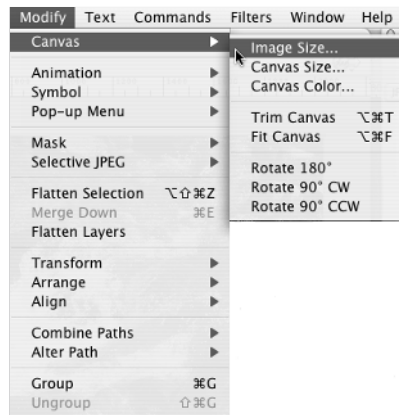 Modify Text Commands Filters Window Help
Canvas
Animation
Symbol
Pop-up Menu
Mask
Selective JPEG
Flatten Selection ⌥⇧⌘Z
Merge Down ⌘E
Flatten Layers
Transform
Arrange
Align
Combine Paths
Alter Path
Group ⌘G
Ungroup ⇧⌘G
Image Size...
Canvas Size...
Canvas Color...
Trim Canvas ⌥⌘T
Fit Canvas ⌥⌘F
Rotate 180°
Rotate 90° CW
Rotate 90° CCW